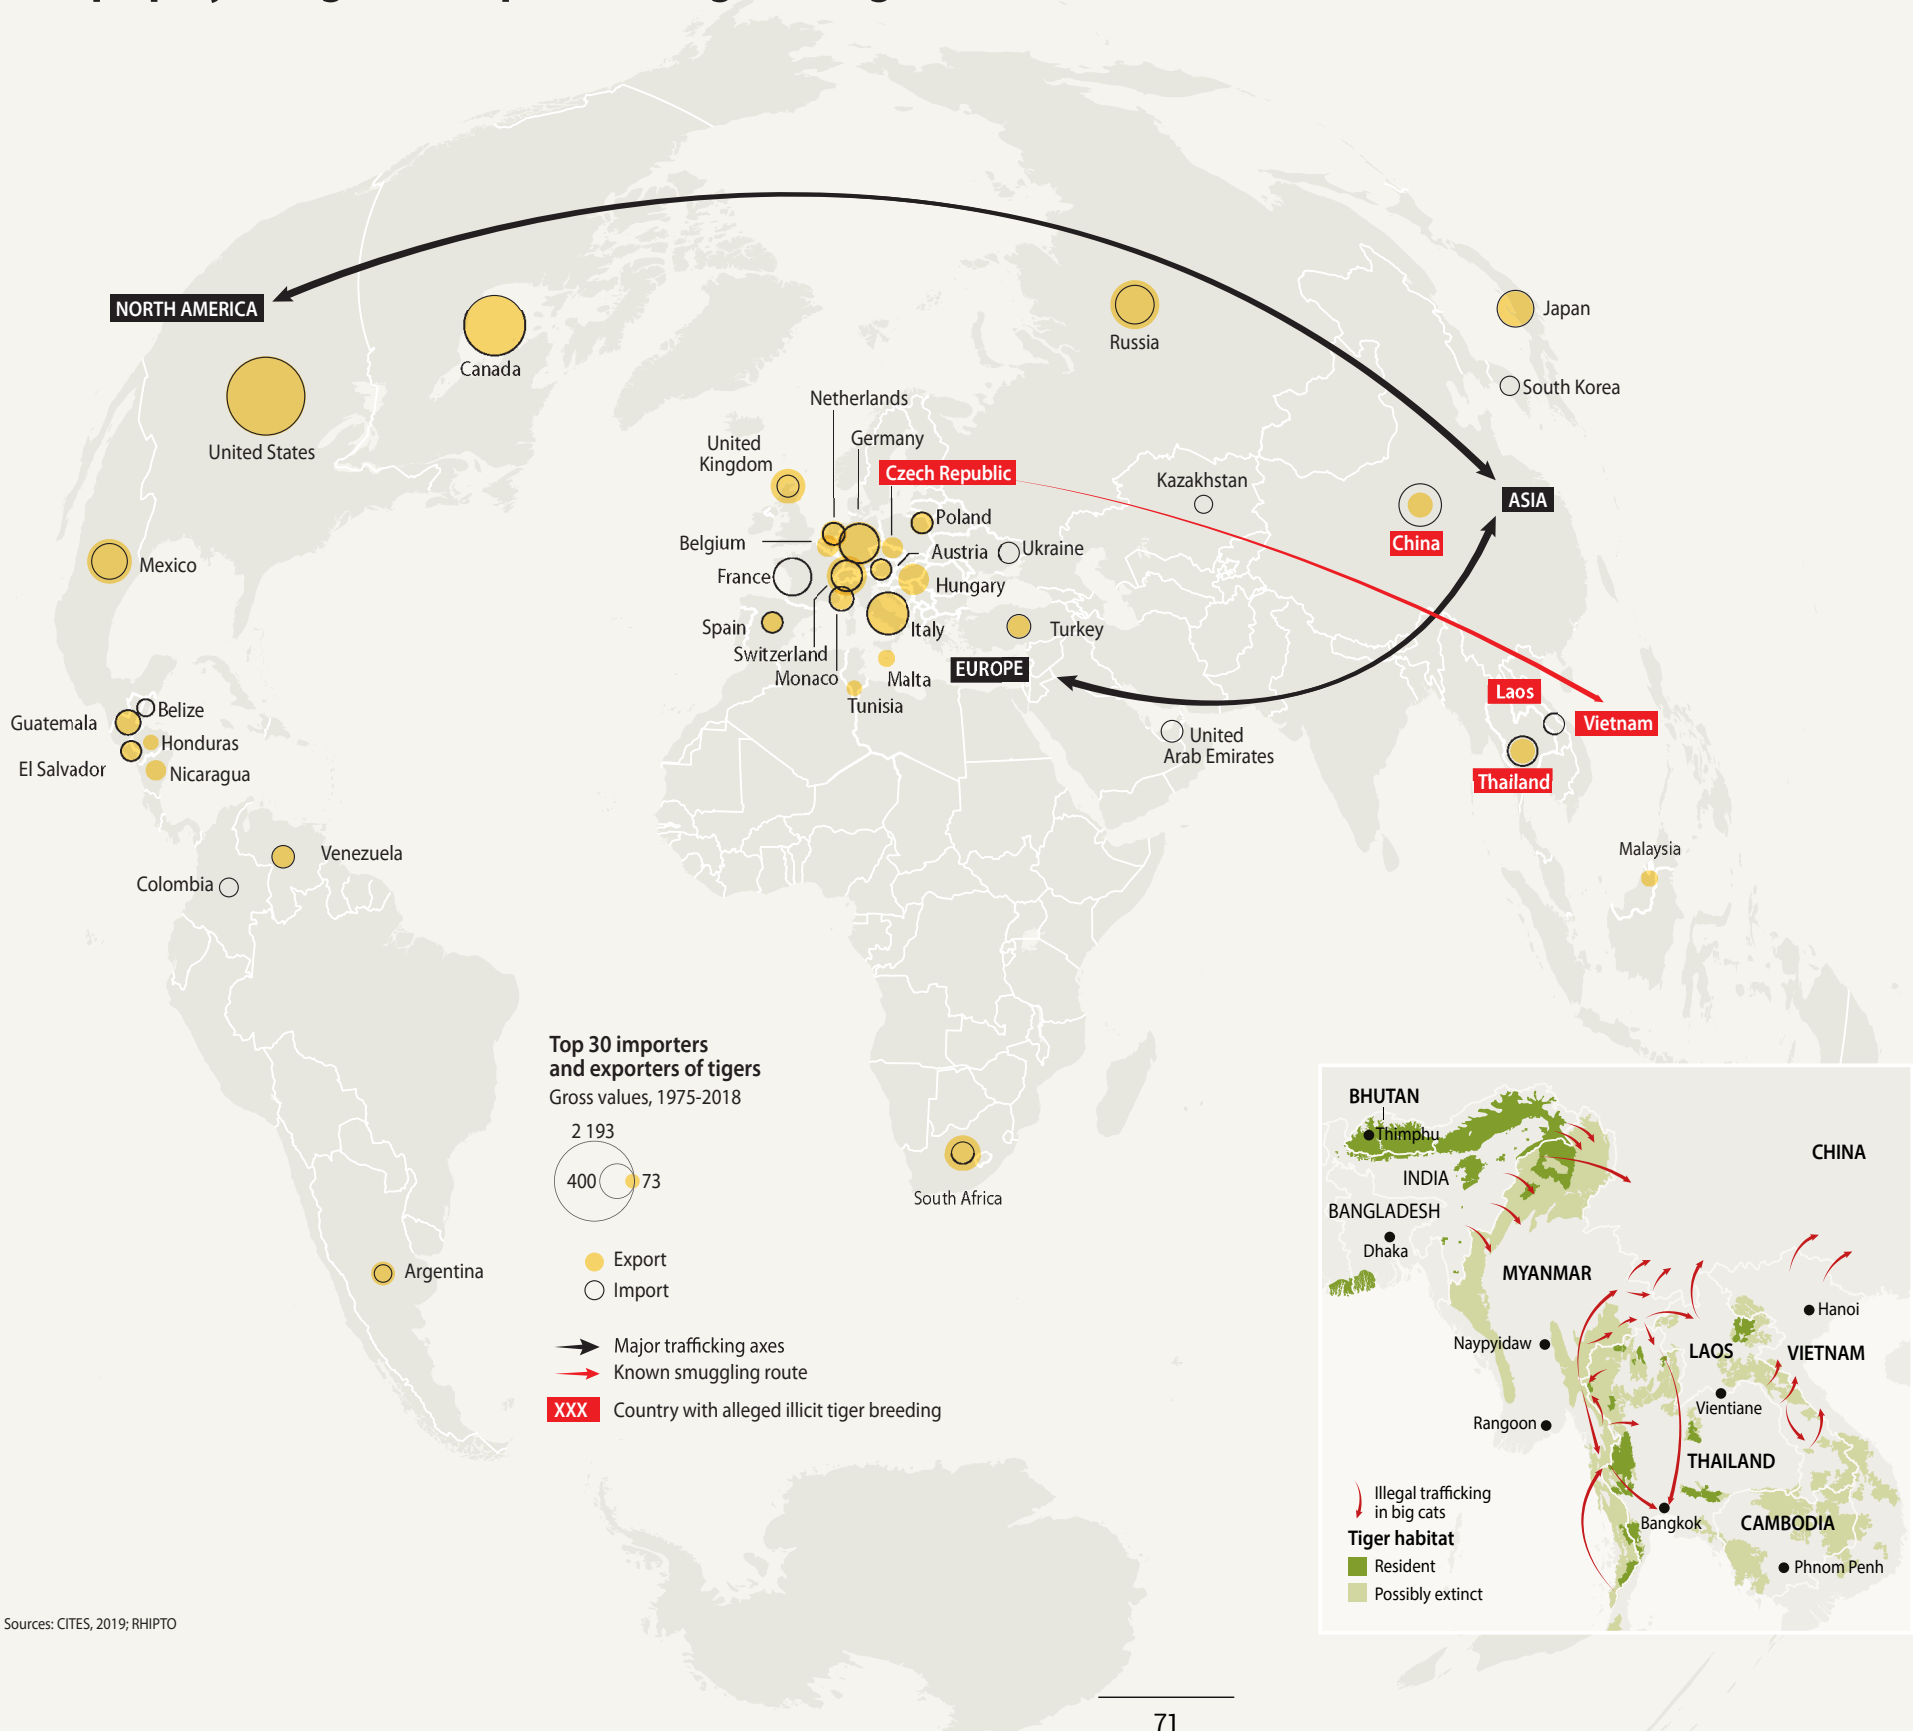 NORTH AMERICA
Canada
United States
Mexico
Russia
Japan
South Korea
Netherlands
Germany
United
Kingdom
Czech Republic
Kazakhstan
ASIA
China
Poland
Belgium
Austria
Ukraine
France
Hungary
Spain
Italy
Turkey
Switzerland
EUROPE
Monaco
Malta
Tunisia
Laos
Vietnam
United
Arab Emirates
Thailand
Belize
Guatemala
Honduras
El Salvador
Nicaragua
Venezuela
Colombia
Malaysia
Top 30 importers
and exporters of tigers
Gross values, 1975-2018
2 193
400
73
Export
Import
Major trafficking axes
Known smuggling route
XXX Country with alleged illicit tiger breeding
South Africa
Argentina
BHUTAN
Thimphu
CHINA
INDIA
BANGLADESH
Dhaka
MYANMAR
Hanoi
Naypyidaw
LAOS
VIETNAM
Vientiane
Rangoon
THAILAND
Illegal trafficking
in big cats
Bangkok
CAMBODIA
Tiger habitat
Resident
Phnom Penh
Possibly extinct
Sources: CITES, 2019; RHIPTO
71